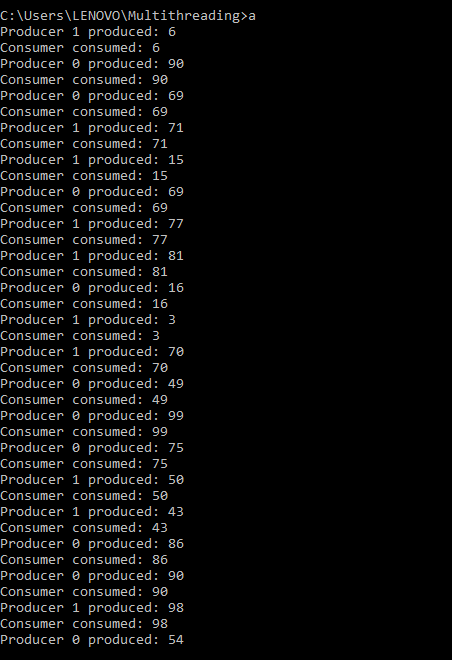 C:\Users\LENOVO\Multithreading>a
Producer 1 produced: 6
Consumer consumed: 6
Producer 0 produced: 90
Consumer consumed: 90
Producer 0 produced: 69
Consumer consumed: 69
Producer 1 produced: 71
Consumer consumed: 71
Producer 1 produced: 15
Consumer consumed: 15
Producer 0 produced: 69
Consumer consumed: 69
Producer 1 produced: 77
Consumer consumed: 77
Producer 1 produced: 81
Consumer consumed: 81
Producer 0 produced: 16
Consumer consumed: 16
Producer 1 produced: 3
Consumer consumed: 3
Producer 1 produced: 70
Consumer consumed: 70
Producer 0 produced: 49
Consumer consumed: 49
Producer 0 produced: 99
Consumer consumed: 99
Producer 0 produced: 75
Consumer consumed: 75
Producer 1 produced: 50
Consumer consumed: 50
Producer 1 produced: 43
Consumer consumed: 43
Producer 0 produced: 86
Consumer consumed: 86
Producer 0 produced: 90
Consumer consumed: 90
Producer 1 produced: 98
Consumer consumed: 98
Producer 0 produced: 54